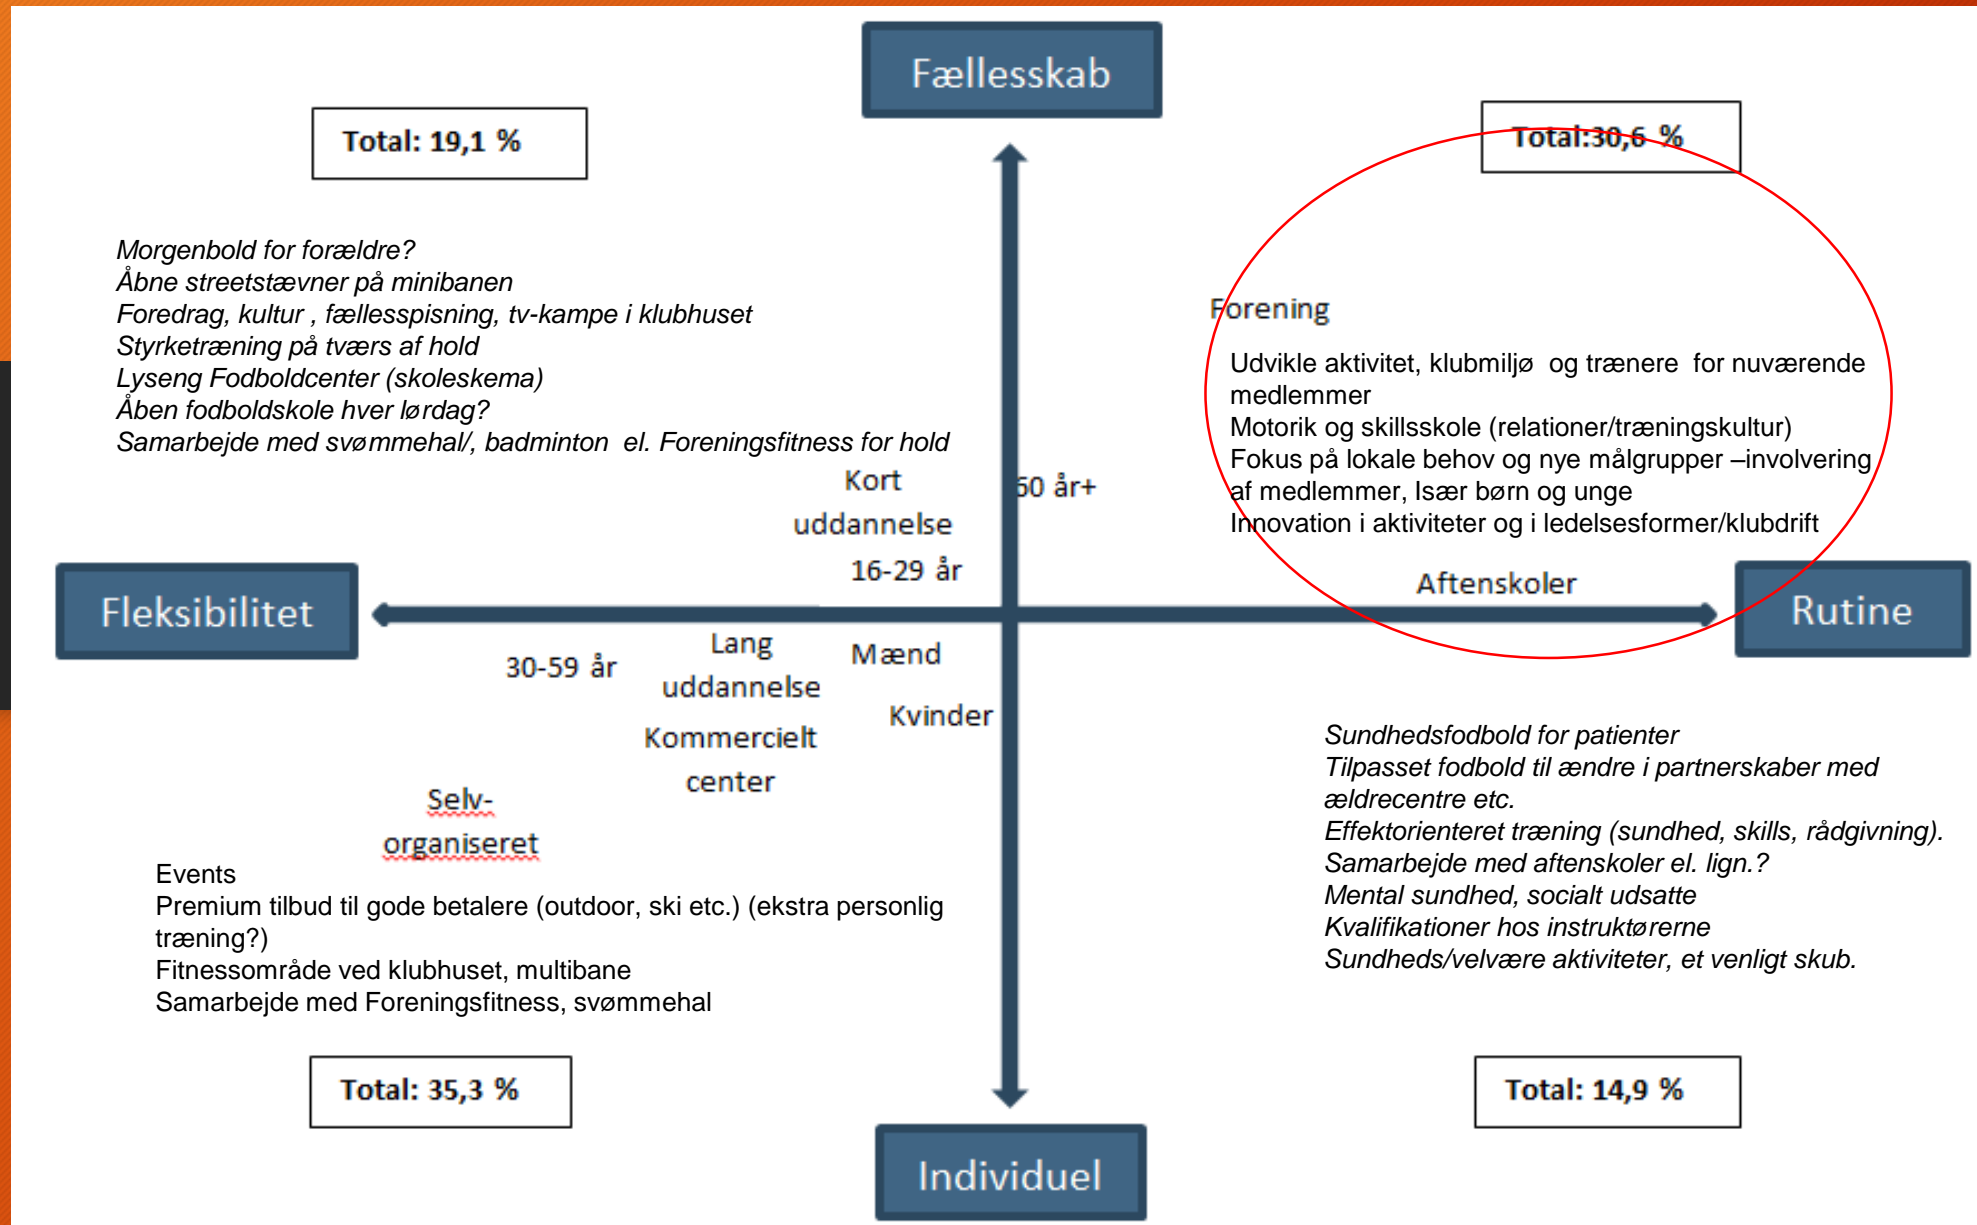 Fællesskab
Total: 19,1 %
Total:30,6 %
Morgenbold for forældre?
Åbne streetstævner på minibanen
Foredrag, kultur , fællesspisning, tv-kampe i klubhuset
Styrketræning på tværs af hold
Lyseng Fodboldcenter (skoleskema)
Åben fodboldskole hver lørdag?
Samarbejde med svømmehal/, badminton el. Foreningsfitness for hold
Forening
Udvikle aktivitet, klubmiljø og trænere for nuværende
medlemmer
Motorik og skillsskole (relationer/træningskultur)
Fokus på lokale behov og nye målgrupper –involvering
af medlemmer, Især børn og unge
Innovation i aktiviteter og i ledelsesformer/klubdrift
Kort
uddannelse
60 år+
16-29 år
Aftenskoler
Fleksibilitet
Rutine
30-59 år
Lang
uddannelse
Mænd
Kvinder
Kommercielt
center
Selv-
organiseret
Events
Premium tilbud til gode betalere (outdoor, ski etc.) (ekstra personlig
træning?)
Fitnessområde ved klubhuset, multibane
Samarbejde med Foreningsfitness, svømmehal
Sundhedsfodbold for patienter
Tilpasset fodbold til ændre i partnerskaber med
ældrecentre etc.
Effektorienteret træning (sundhed, skills, rådgivning).
Samarbejde med aftenskoler el. lign.?
Mental sundhed, socialt udsatte
Kvalifikationer hos instruktørerne
Sundheds/velvære aktiviteter, et venligt skub.
Total: 35,3 %
Total: 14,9 %
Individuel